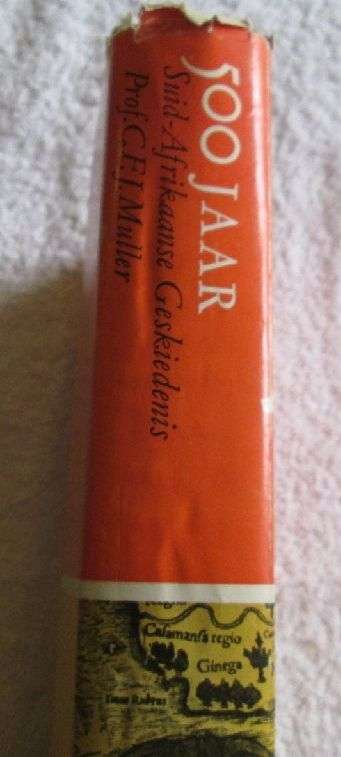 500 JAAR
Suid-Afrikaanse Geskiedenis
Prof. C.F.J. Muller
Calamansa regio
Ginega